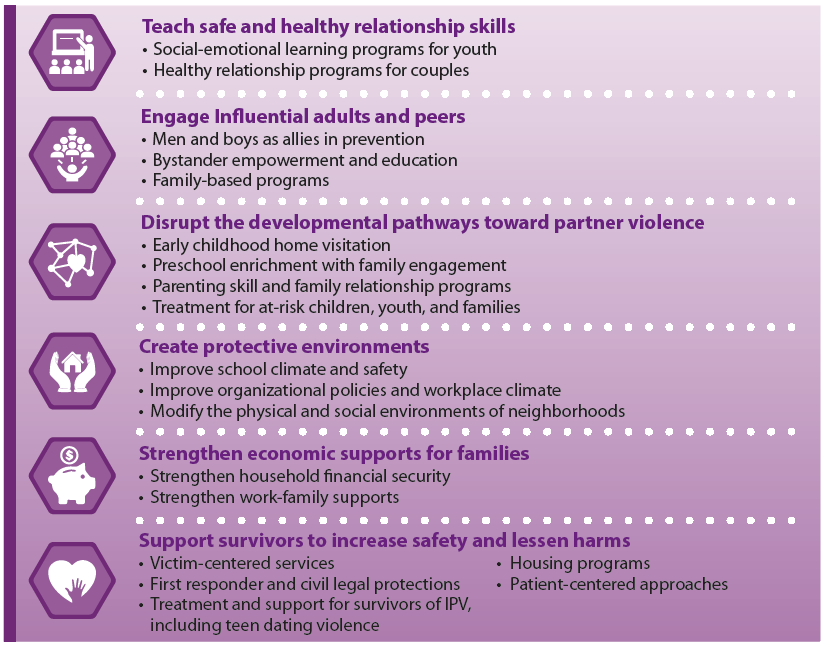 Teach safe and healthy relationship skills
• Social-emotional learning programs for youth
• Healthy relationship programs for couples
Engage Influential adults and peers
• Men and boys as allies in prevention
• Bystander empowerment and education
• Family-based programs
Disrupt the developmental pathways toward partner violence
• Early childhood home visitation
• Preschool enrichment with family engagement
• Parenting skill and family relationship programs
• Treatment for at-risk children, youth, and families
Create protective environments
• Improve school climate and safety
• Improve organizational policies and workplace climate
• Modify the physical and social environments of neighborhoods
$
Strengthen economic supports for families
• Strengthen household financial security
• Strengthen work-family supports
Support survivors to increase safety and lessen harms
• Victim-centered services
• First responder and civil legal protections
• Treatment and support for survivors of IPV,
including teen dating violence
• Housing programs
• Patient-centered approaches